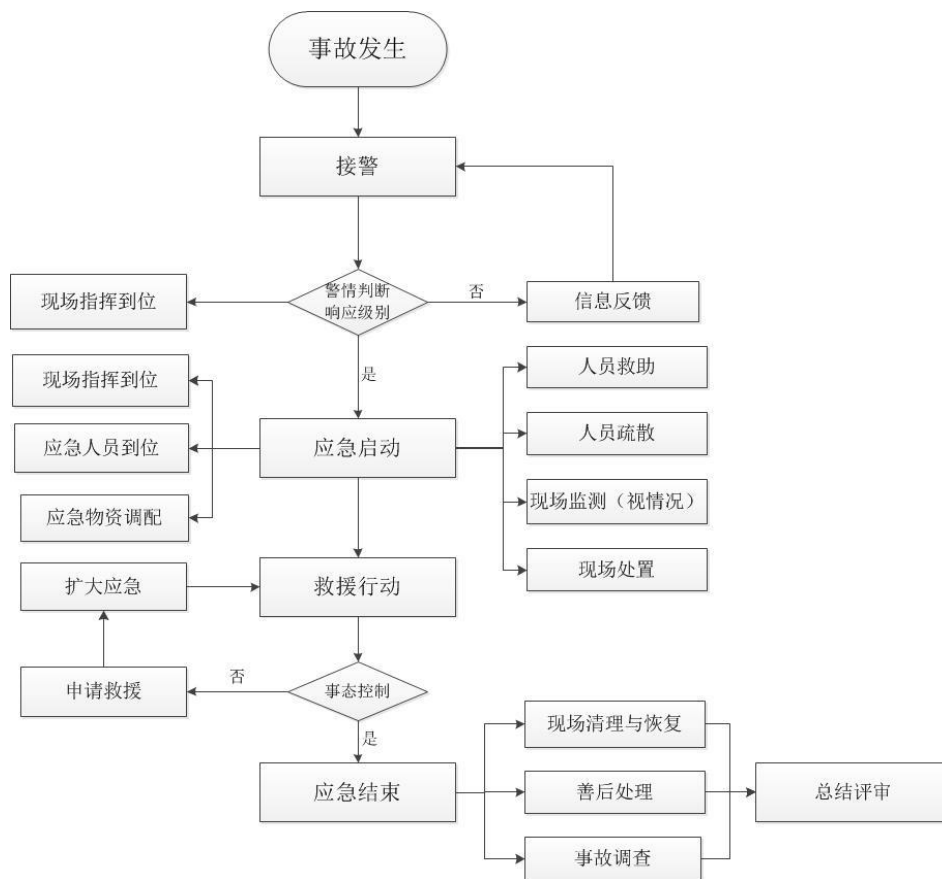 事故发生
接警
现场指挥到位
警情判断
响应级别
否
信息反馈
是
现场指挥到位
人员救助
应急人员到位
应急启动
人员疏散
应急物资调配
现场监测（视情况）
扩大应急
救援行动
现场处置
申请救援
否
事态控制
是
现场清理与恢复
应急结束
善后处理
总结评审
事故调查